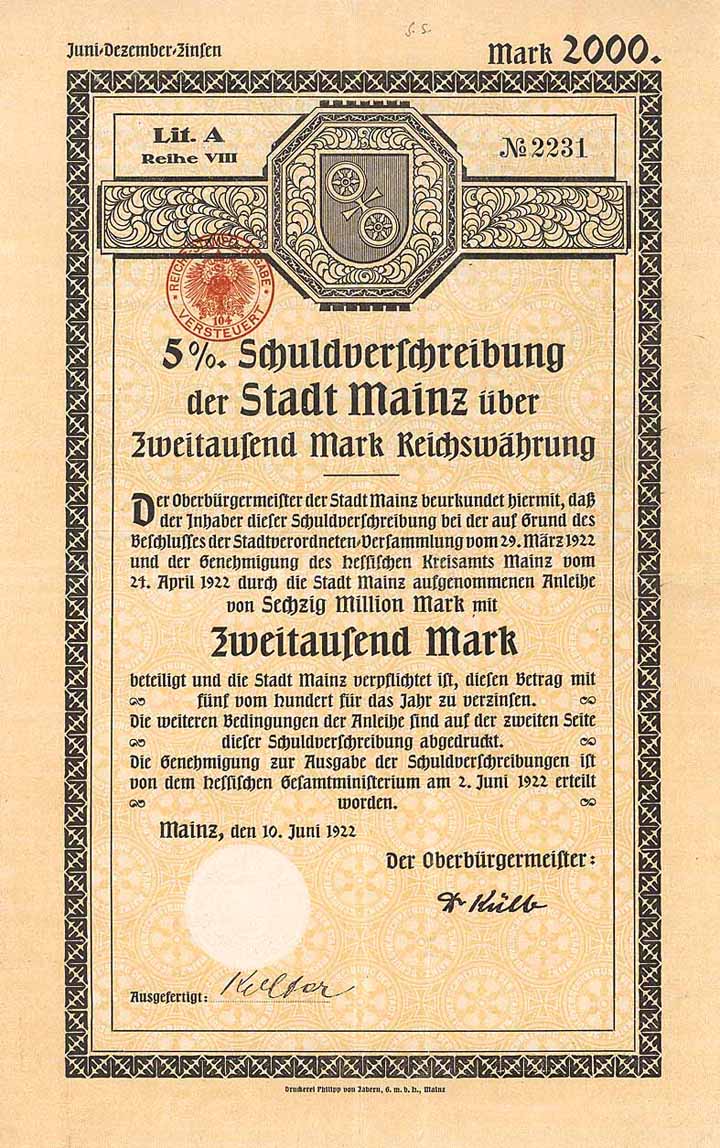 S. S.
Juni-Dezember-Zinsen
Mark 2000.
Lit. A
Reihe VIII
№ 2231
REICHS-STEMPEL-ABGABE
104
VERSTEUERT
5%. Schuldverſchreibung
der Stadt Mainz über
Zweitauſend Mark Reichswährung
Der Oberbürgermeiſter der Stadt Mainz beurkundet hiermit, daß
der Inhaber dieſer Schuldverſchreibung bei der auf Grund des
Beſchluſſes der Stadtverordneten-Verſammlung vom 29. März 1922
und der Genehmigung des heſſiſchen Kreisamts Mainz vom
24. April 1922 durch die Stadt Mainz aufgenommenen Anleihe
von Sechzig Million Mark mit
Zweitauſend Mark
beteiligt und die Stadt Mainz verpflichtet iſt, dieſen Betrag mit
fünf vom hundert für das Jahr zu verzinſen.
Die weiteren Bedingungen der Anleihe ſind auf der zweiten Seite
dieſer Schuldverſchreibung abgedruckt.
Die Genehmigung zur Ausgabe der Schuldverſchreibungen iſt
von dem heſſiſchen Geſamtminiſterium am 2. Juni 1922 erteilt
worden.
Mainz, den 10. Juni 1922
Der Oberbürgermeiſter:
Dr Külb
Ausgefertigt:
Druckerei Philipp von Zabern, G. m. b. h., Mainz